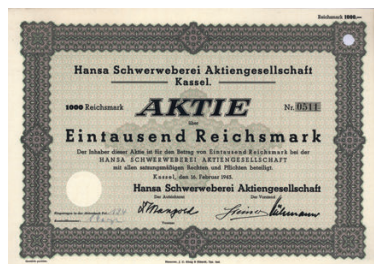 Reichsmark 1000.—
Hansa Schwerweberei Aktiengesellschaft
Kassel.
1000 Reichsmark AKTIE Nr. 0511
über
Eintausend Reichsmark
Der Inhaber dieser Aktie ist für den Betrag von Eintausend Reichsmark bei der
HANSA SCHWERWEBEREI AKTIENGESELLSCHAFT
mit allen satzungsmäßigen Rechten und Pflichten beteiligt.
Kassel, den 16. Februar 1943.
Hansa Schwerweberei Aktiengesellschaft
Der Aufsichtsrat: Der Vorstand: